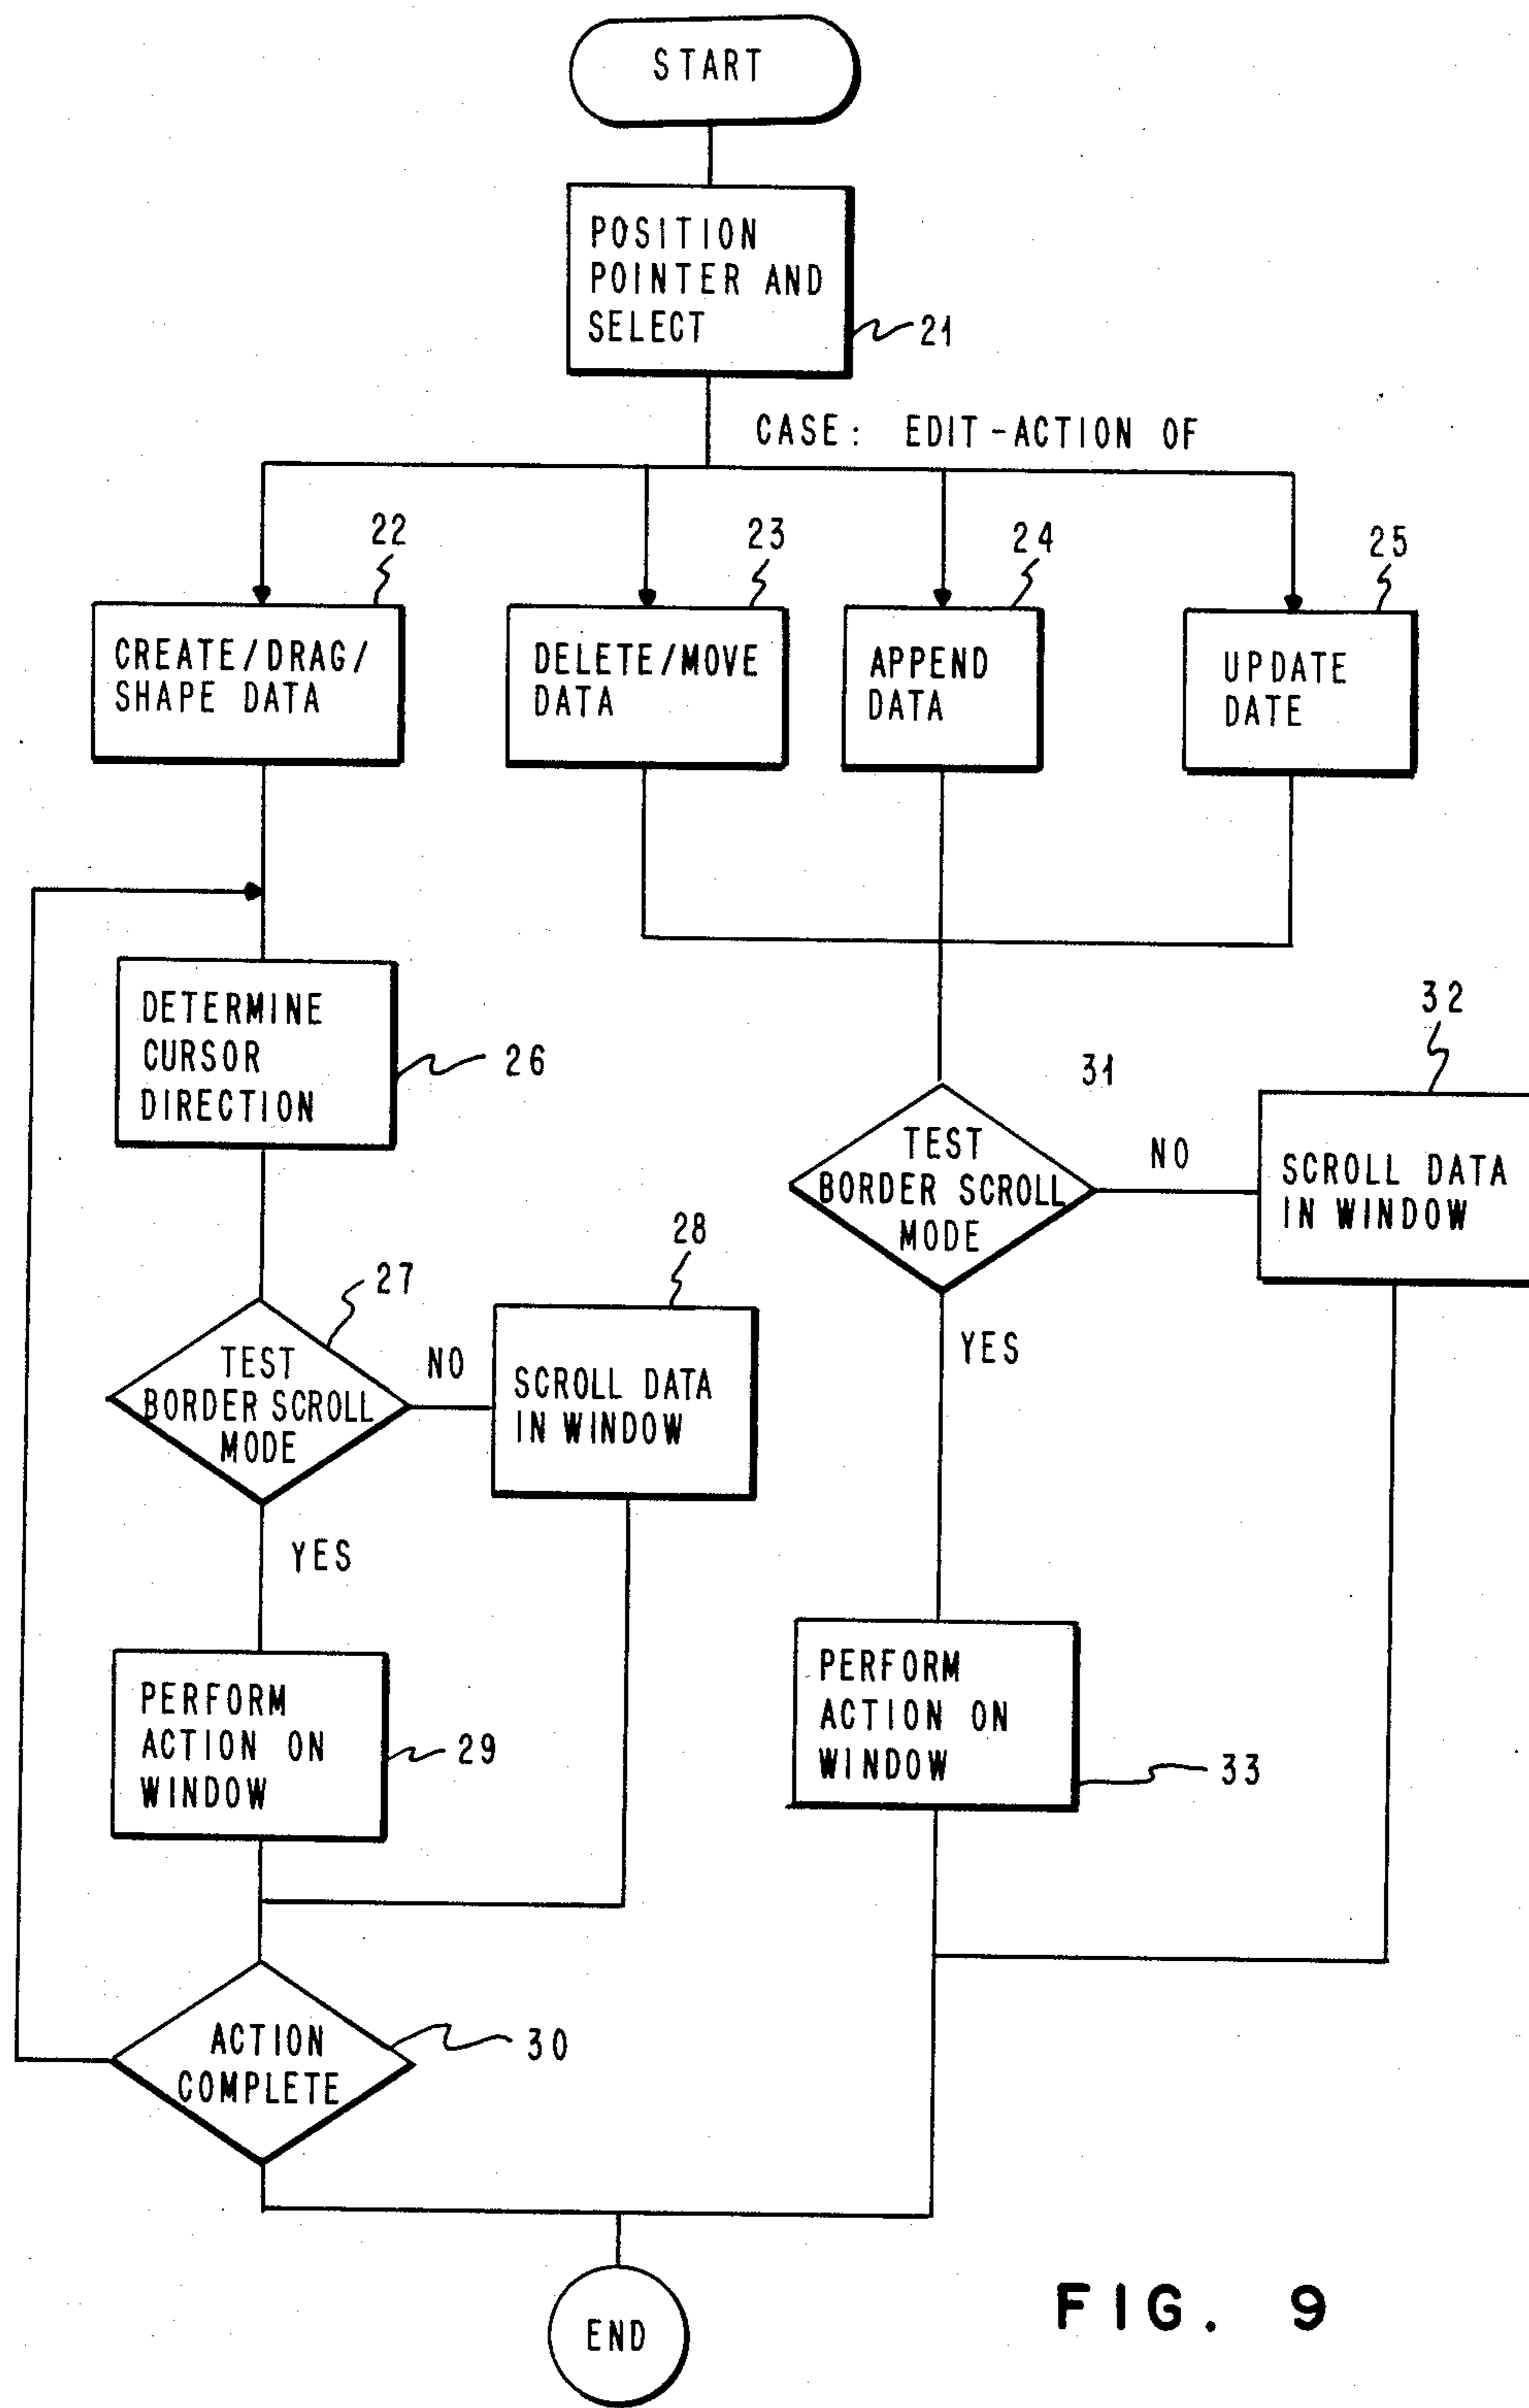 START
POSITION
POINTER AND
SELECT
21
CASE: EDIT-ACTION OF
22
23
24
25
CREATE/DRAG/
SHAPE DATA
DELETE/MOVE
DATA
APPEND
DATA
UPDATE
DATE
DETERMINE
CURSOR
DIRECTION
26
31
32
TEST
BORDER SCROLL
MODE
NO
SCROLL DATA
IN WINDOW
YES
27
28
TEST
BORDER SCROLL
MODE
NO
SCROLL DATA
IN WINDOW
YES
PERFORM
ACTION ON
WINDOW
29
PERFORM
ACTION ON
WINDOW
33
ACTION
COMPLETE
30
END
FIG. 9